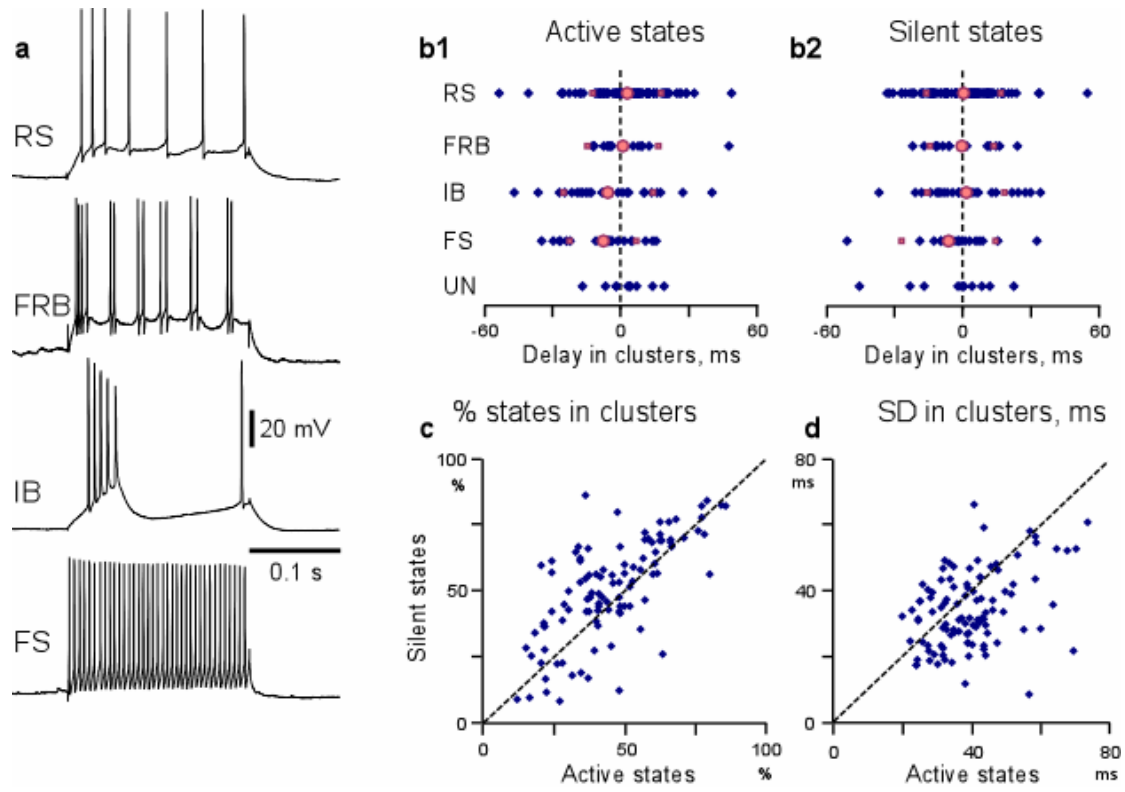 a
RS
FRB
IB
FS
20 mV
0.1 s
b1
Active states
RS
FRB
IB
FS
UN
-60
0
60
Delay in clusters, ms
b2
Silent states
-60
0
60
Delay in clusters, ms
c
% states in clusters
100
%
50
0
Silent states
0
50
100
%
Active states
d
SD in clusters, ms
80
ms
40
0
0
40
80
ms
Active states